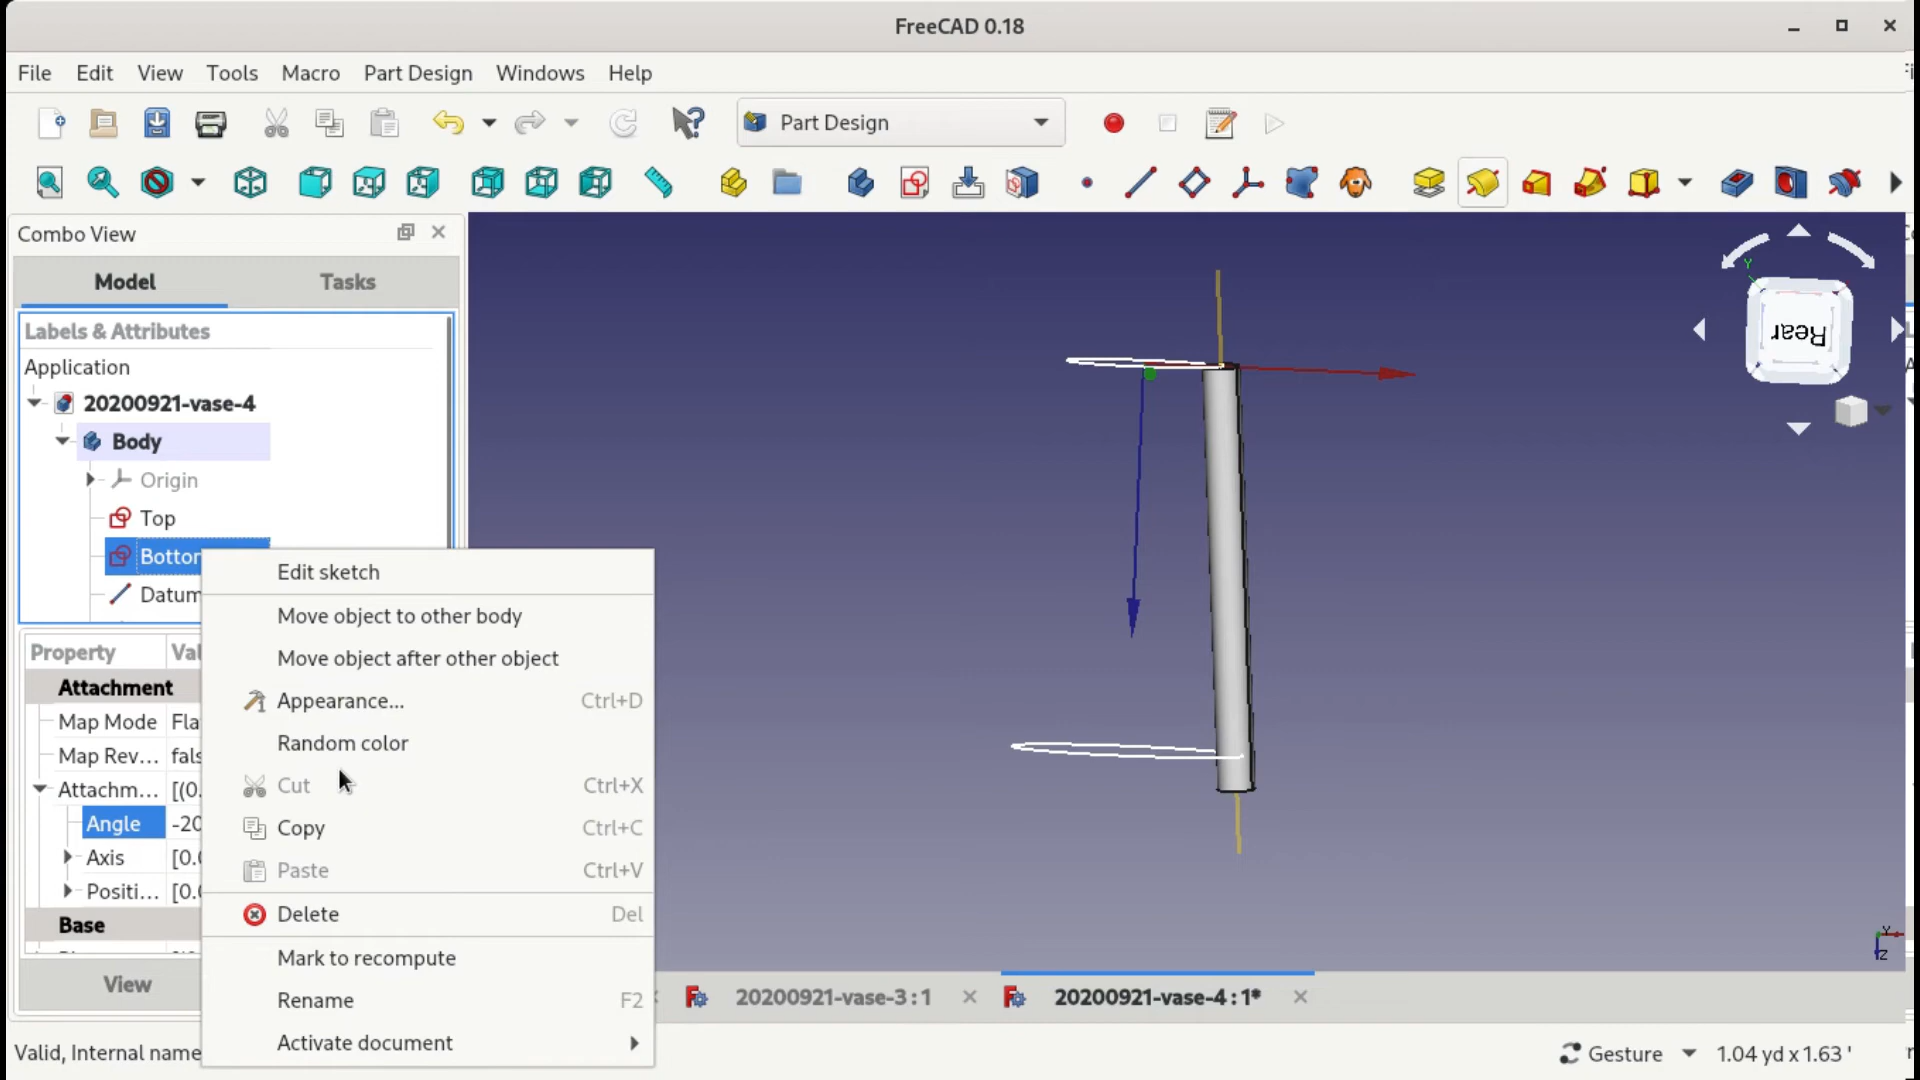 FreeCAD 0.18
File Edit View Tools Macro Part Design Windows Help
Part Design
Combo View
Model Tasks
Labels & Attributes
Application
20200921-vase-4
Body
Origin
Top
Bottom
Datum
Property Val
Attachment
Map Mode Fla
Map Rev... fals
Attachm... [(0.
Angle -20
Axis [0.0
Positi... [0.0
Base
View
Edit sketch
Move object to other body
Move object after other object
Appearance... Ctrl+D
Random color
Cut Ctrl+X
Copy Ctrl+C
Paste Ctrl+V
Delete Del
Mark to recompute
Rename F2
Activate document
Y
Rear
Y
Z
20200921-vase-3 : 1
20200921-vase-4 : 1*
Valid, Internal name
Gesture 1.04 yd x 1.63 '